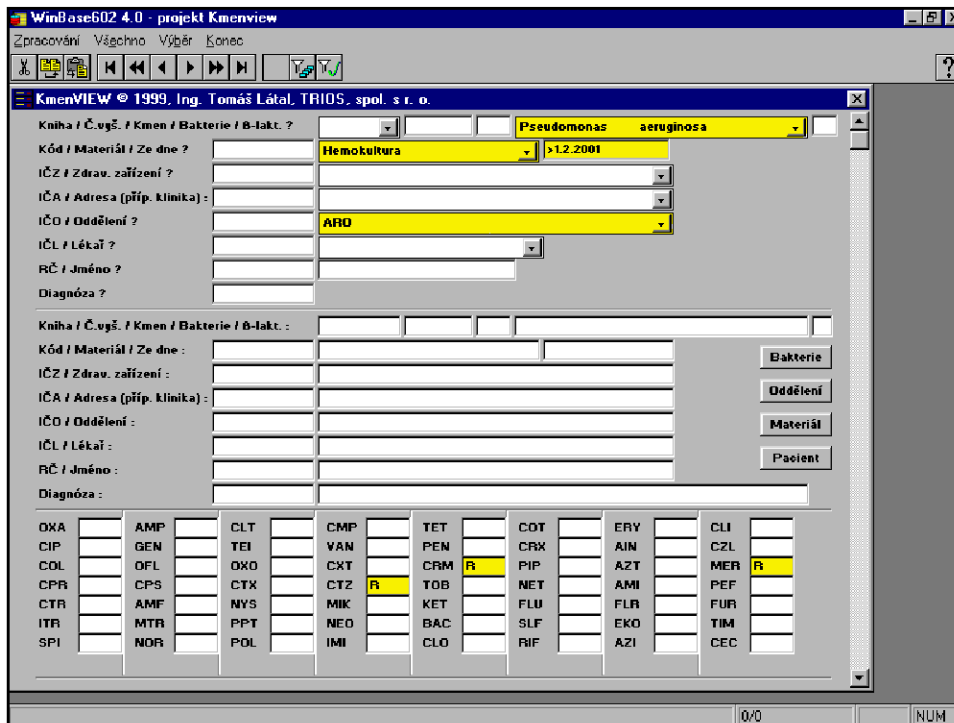 WinBase602 4.0 - projekt Kmenview
Zpracování Všechno Výběr Konec
KmenVIEW © 1999, Ing. Tomáš Látal, TRIOS, spol. s r. o.
Kniha / Č.vyš. / Kmen / Bakterie / ß-lakt. ? Pseudomonas aeruginosa
Kód / Materiál / Ze dne ? Hemokultura >1.2.2001
IČZ / Zdrav. zařízení ?
IČA / Adresa (příp. klinika) :
IČO / Oddělení ? ARO
IČL / Lékař ?
RČ / Jméno ?
Diagnóza ?
Kniha / Č.vyš. / Kmen / Bakterie / ß-lakt. :
Kód / Materiál / Ze dne :
Bakterie
IČZ / Zdrav. zařízení :
IČA / Adresa (příp. klinika) :
Oddělení
IČO / Oddělení :
Materiál
IČL / Lékař :
RČ / Jméno :
Pacient
Diagnóza :
OXA AMP CLT CMP TET COT ERY CLI
CIP GEN TEI VAN PEN CRX AIN CZL
COL OFL OXO CXT CRM R PIP AZT MER R
CPR CPS CTX CTZ R TOB NET AMI PEF
CTR AMF NYS MIK KET FLU FLR FUR
ITR MTR PPT NEO BAC SLF EKO TIM
SPI NOR POL IMI CLO RIF AZI CEC
0/0 NUM